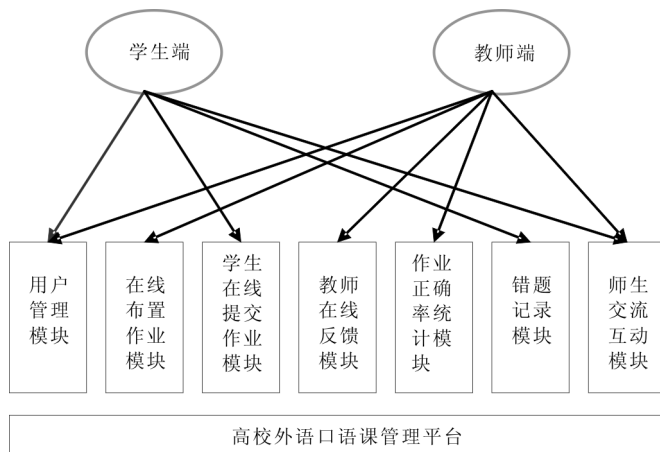 学生端
教师端
用户
管理
模块
在线
布置
作业
模块
学生
在线
提交
作业
模块
教师
在线
反馈
模块
作业
正确
率统
计模
块
错题
记录
模块
师生
交流
互动
模块
高校外语口语课管理平台